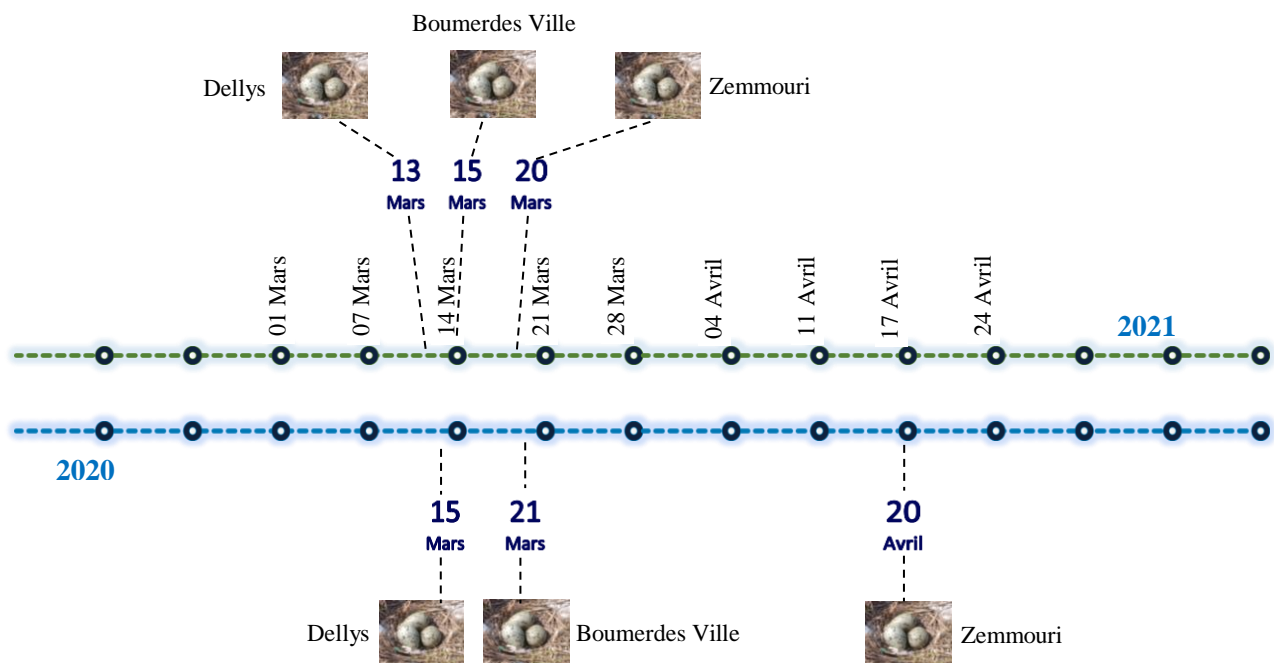 Boumerdes Ville
Dellys
Zemmouri
13
Mars
15
Mars
20
Mars
01 Mars
07 Mars
14 Mars
21 Mars
28 Mars
04 Avril
11 Avril
17 Avril
24 Avril
2021
2020
15
Mars
21
Mars
20
Avril
Dellys
Boumerdes Ville
Zemmouri